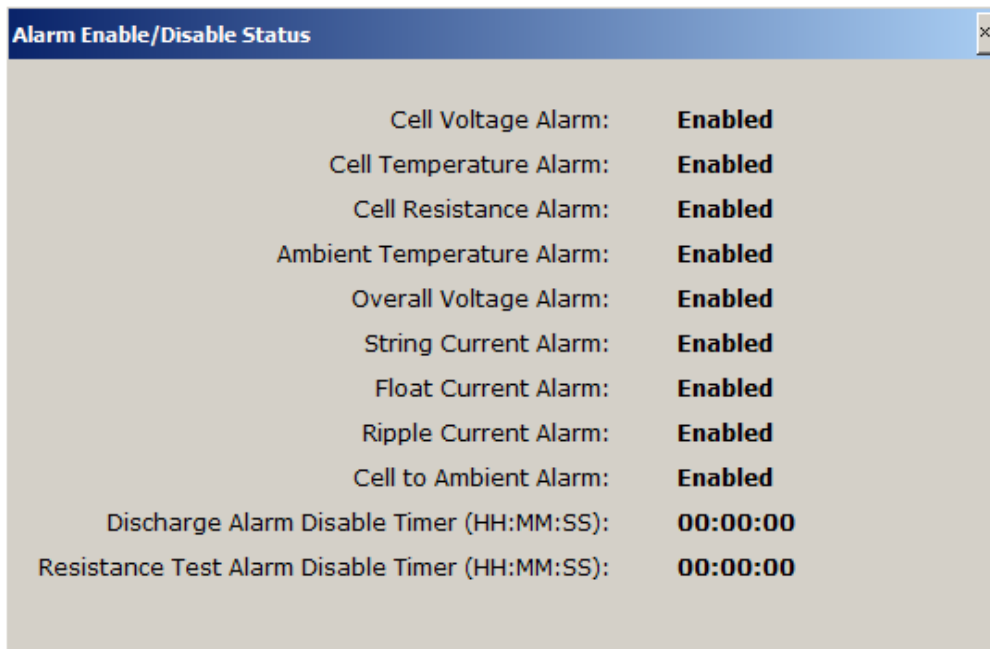 Alarm Enable/Disable Status
Cell Voltage Alarm: Enabled
Cell Temperature Alarm: Enabled
Cell Resistance Alarm: Enabled
Ambient Temperature Alarm: Enabled
Overall Voltage Alarm: Enabled
String Current Alarm: Enabled
Float Current Alarm: Enabled
Ripple Current Alarm: Enabled
Cell to Ambient Alarm: Enabled
Discharge Alarm Disable Timer (HH:MM:SS): 00:00:00
Resistance Test Alarm Disable Timer (HH:MM:SS): 00:00:00